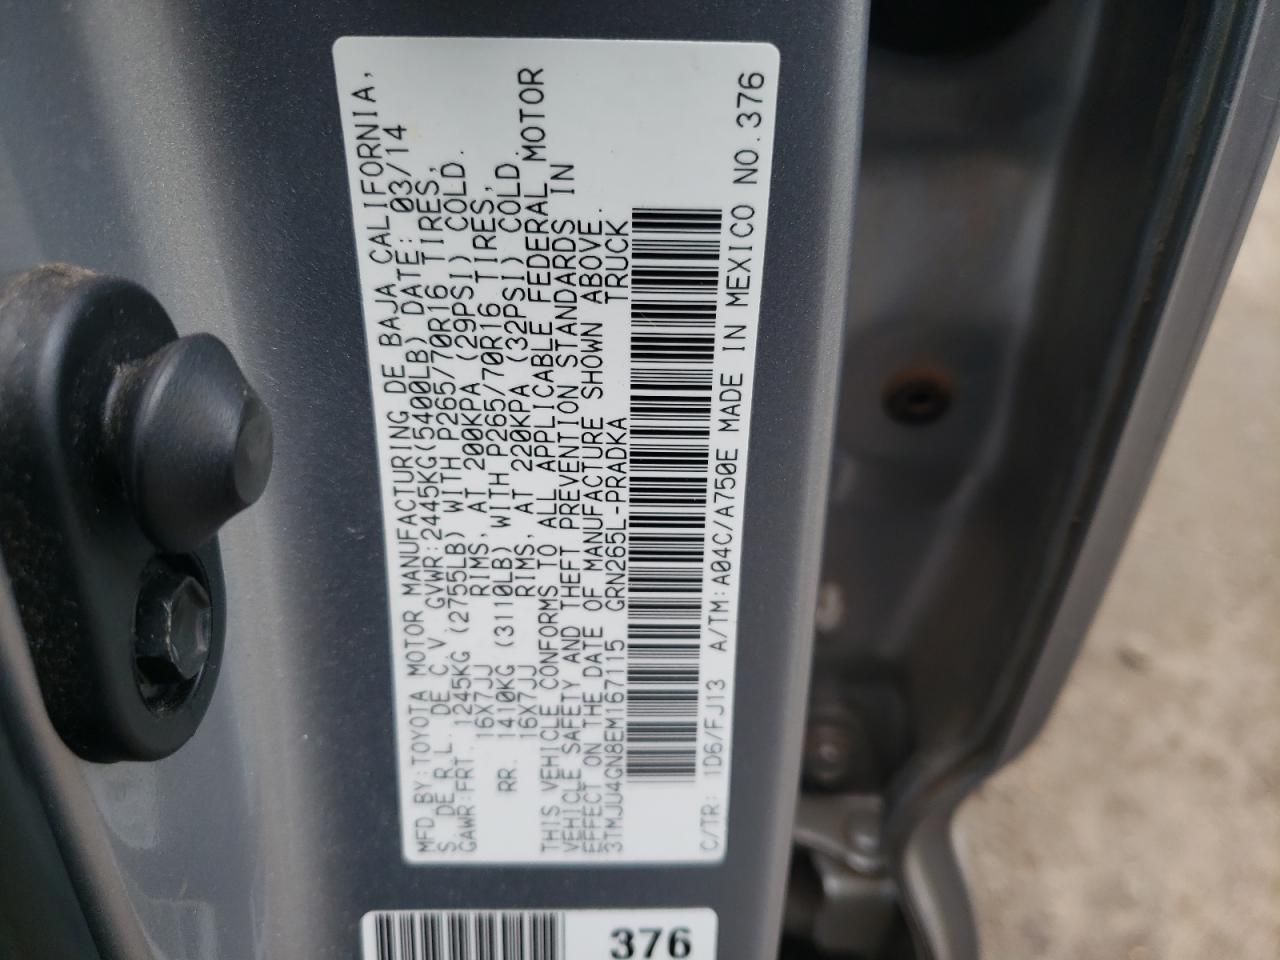 MFD BY:TOYOTA MOTOR MANUFACTURING DE BAJA CALIFORNIA,
S. DE R.L. DE C.V. GVWR:2445KG(5400LB) DATE: 03/14
GAWR:FRT. 1245KG (2755LB) WITH P265/70R16 TIRES,
16X7JJ RIMS, AT 200KPA (29PSI) COLD.
RR. 1410KG (3110LB) WITH P265/70R16 TIRES,
16X7JJ RIMS, AT 220KPA (32PSI) COLD.
THIS VEHICLE CONFORMS TO ALL APPLICABLE FEDERAL MOTOR
VEHICLE SAFETY AND THEFT PREVENTION STANDARDS IN
EFFECT ON THE DATE OF MANUFACTURE SHOWN ABOVE.
3TMJU4GN8EM167115 GRN265L-PRADKA TRUCK
C/TR: 1D6/FJ13 A/TM:A04C/A750E MADE IN MEXICO NO.376
376